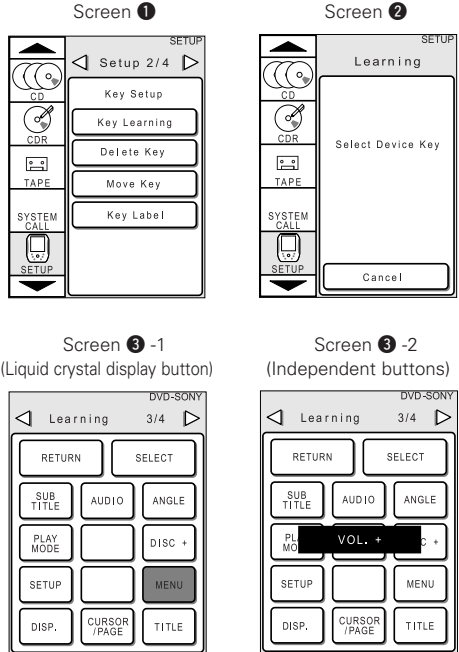 Screen ❶
SETUP
Setup 2/4
CD
CDR
TAPE
SYSTEM
CALL
SETUP
Key Setup
Key Learning
Delete Key
Move Key
Key Label
Screen ❷
SETUP
Learning
CD
CDR
TAPE
SYSTEM
CALL
SETUP
Select Device Key
Cancel
Screen ❸ -1
(Liquid crystal display button)
DVD-SONY
Learning 3/4
RETURN SELECT
SUB
TITLE AUDIO ANGLE
PLAY
MODE DISC +
SETUP MENU
DISP. CURSOR
/PAGE TITLE
Screen ❸ -2
(Independent buttons)
DVD-SONY
Learning 3/4
RETURN SELECT
SUB
TITLE AUDIO ANGLE
VOL. +
SETUP MENU
DISP. CURSOR
/PAGE TITLE